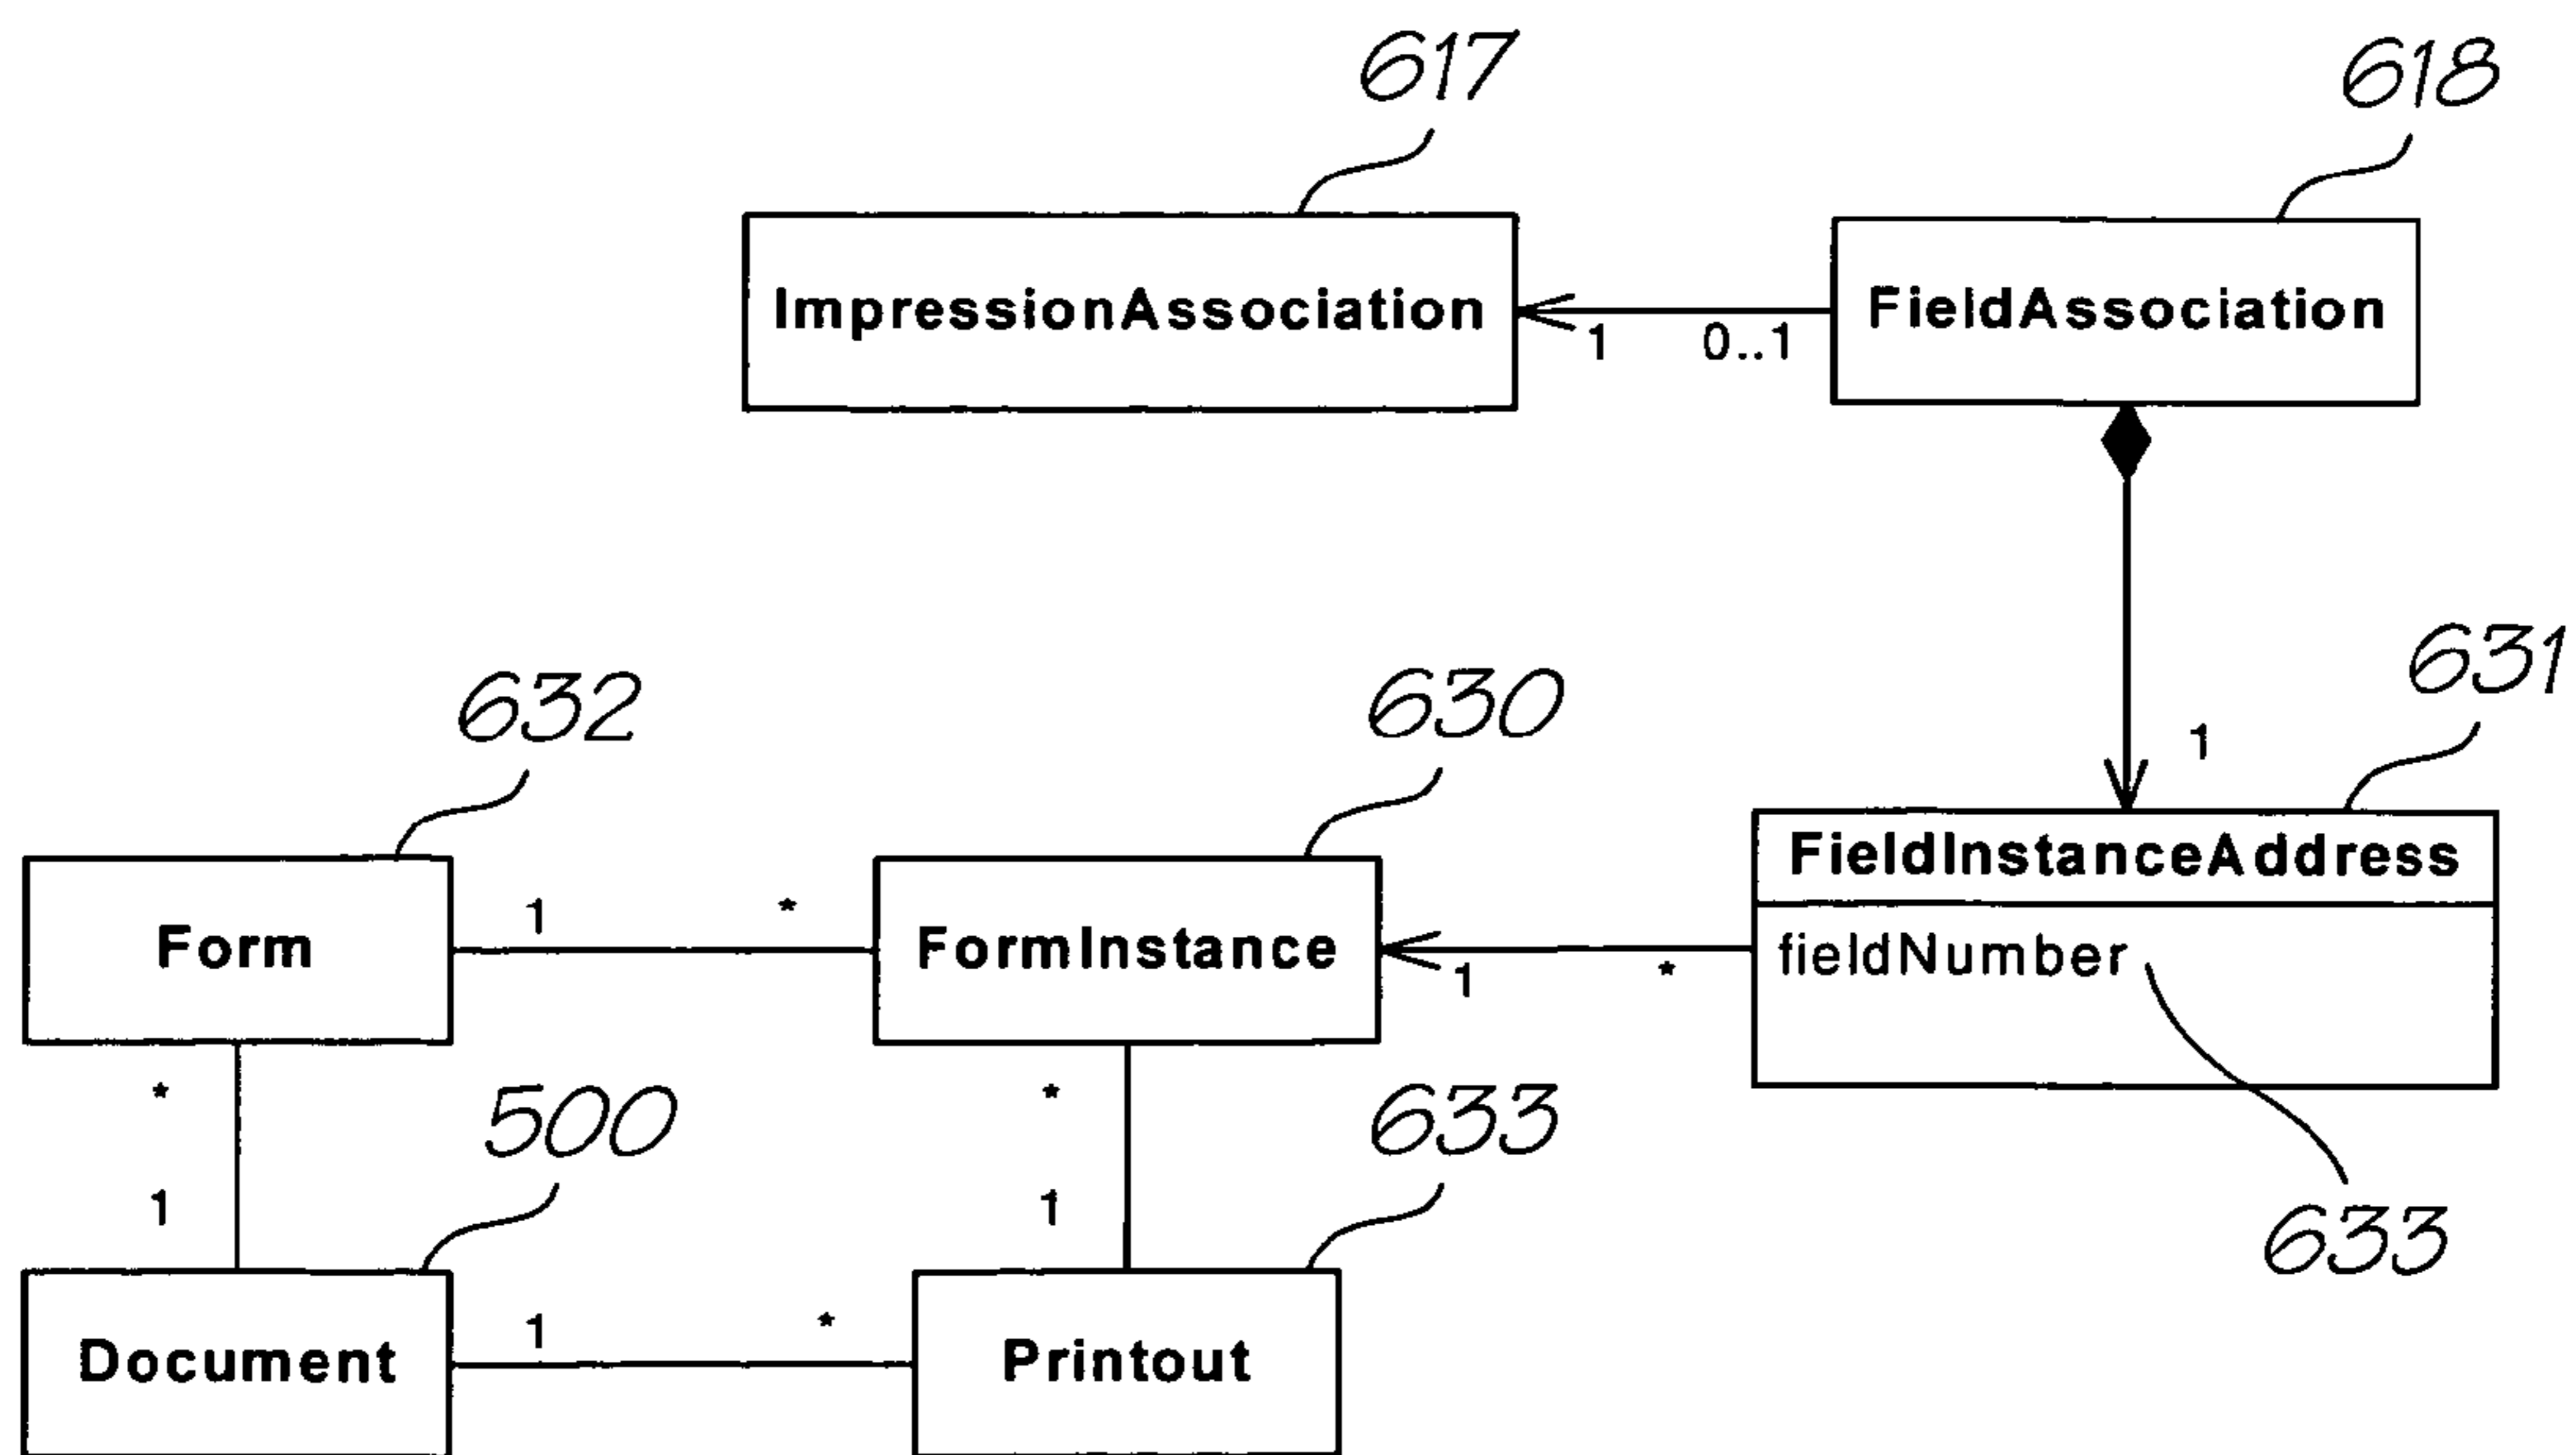 617
618
ImpressionAssociation
1
0..1
FieldAssociation
1
631
632
630
Form
1
*
FormInstance
1
*
FieldInstanceAddress
fieldNumber
633
*
1
*
1
500
633
Document
1
*
Printout